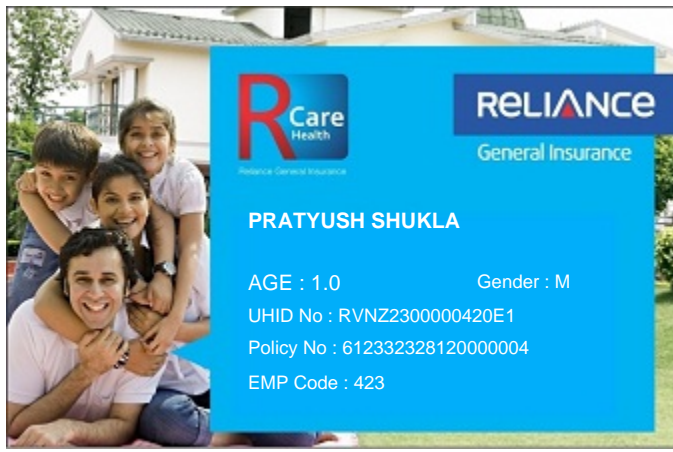 R Care
Health
Reliance General Insurance
RELIANCE
General Insurance
PRATYUSH SHUKLA
AGE : 1.0 Gender : M
UHID No : RVNZ2300000420E1
Policy No : 612332328120000004
EMP Code : 423